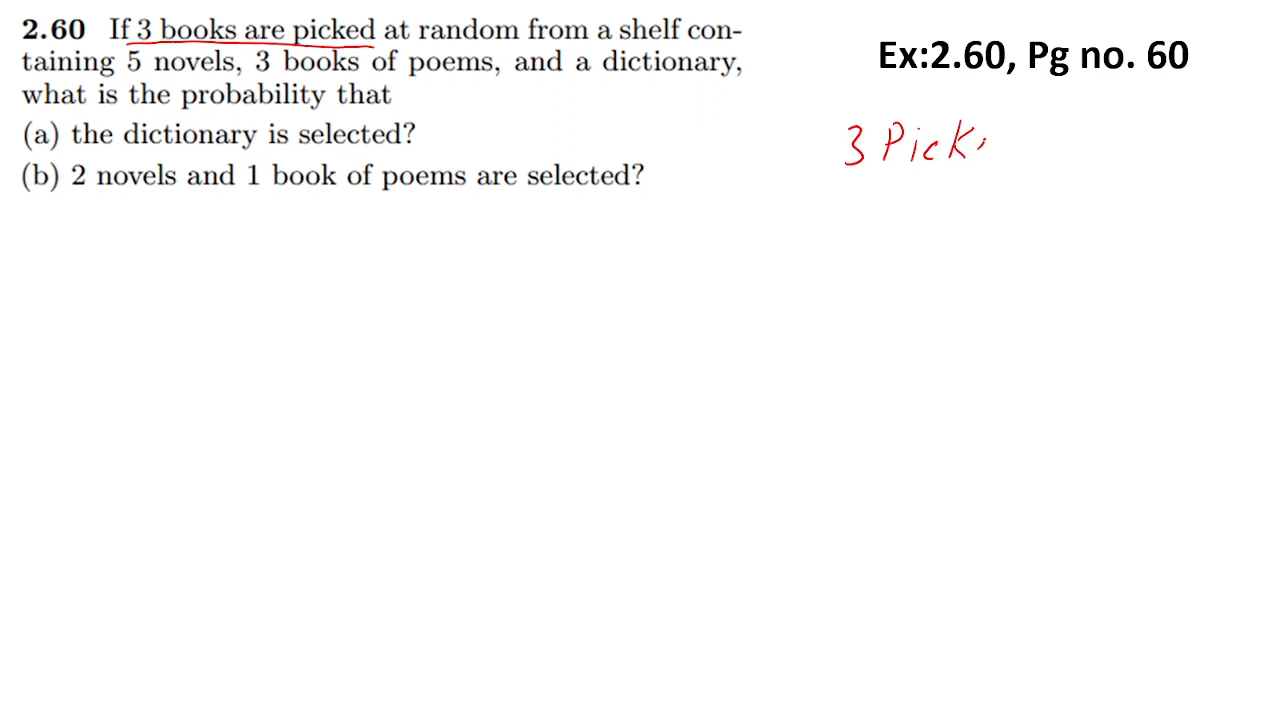 2.60 If 3 books are picked at random from a shelf con-
taining 5 novels, 3 books of poems, and a dictionary,
what is the probability that
(a) the dictionary is selected?
(b) 2 novels and 1 book of poems are selected?
Ex:2.60, Pg no. 60
3 Pick